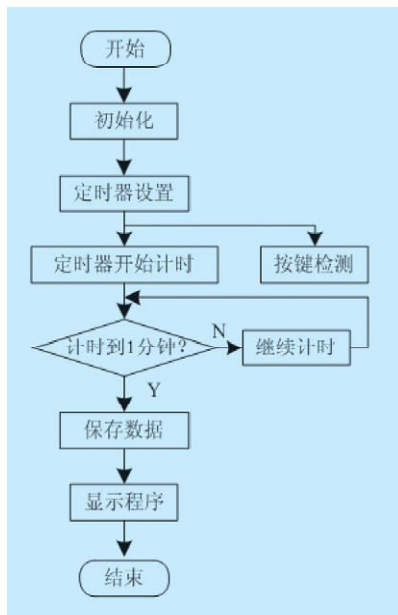 开始
初始化
定时器设置
定时器开始计时
按键检测
计时到1分钟?
N
继续计时
Y
保存数据
显示程序
结束